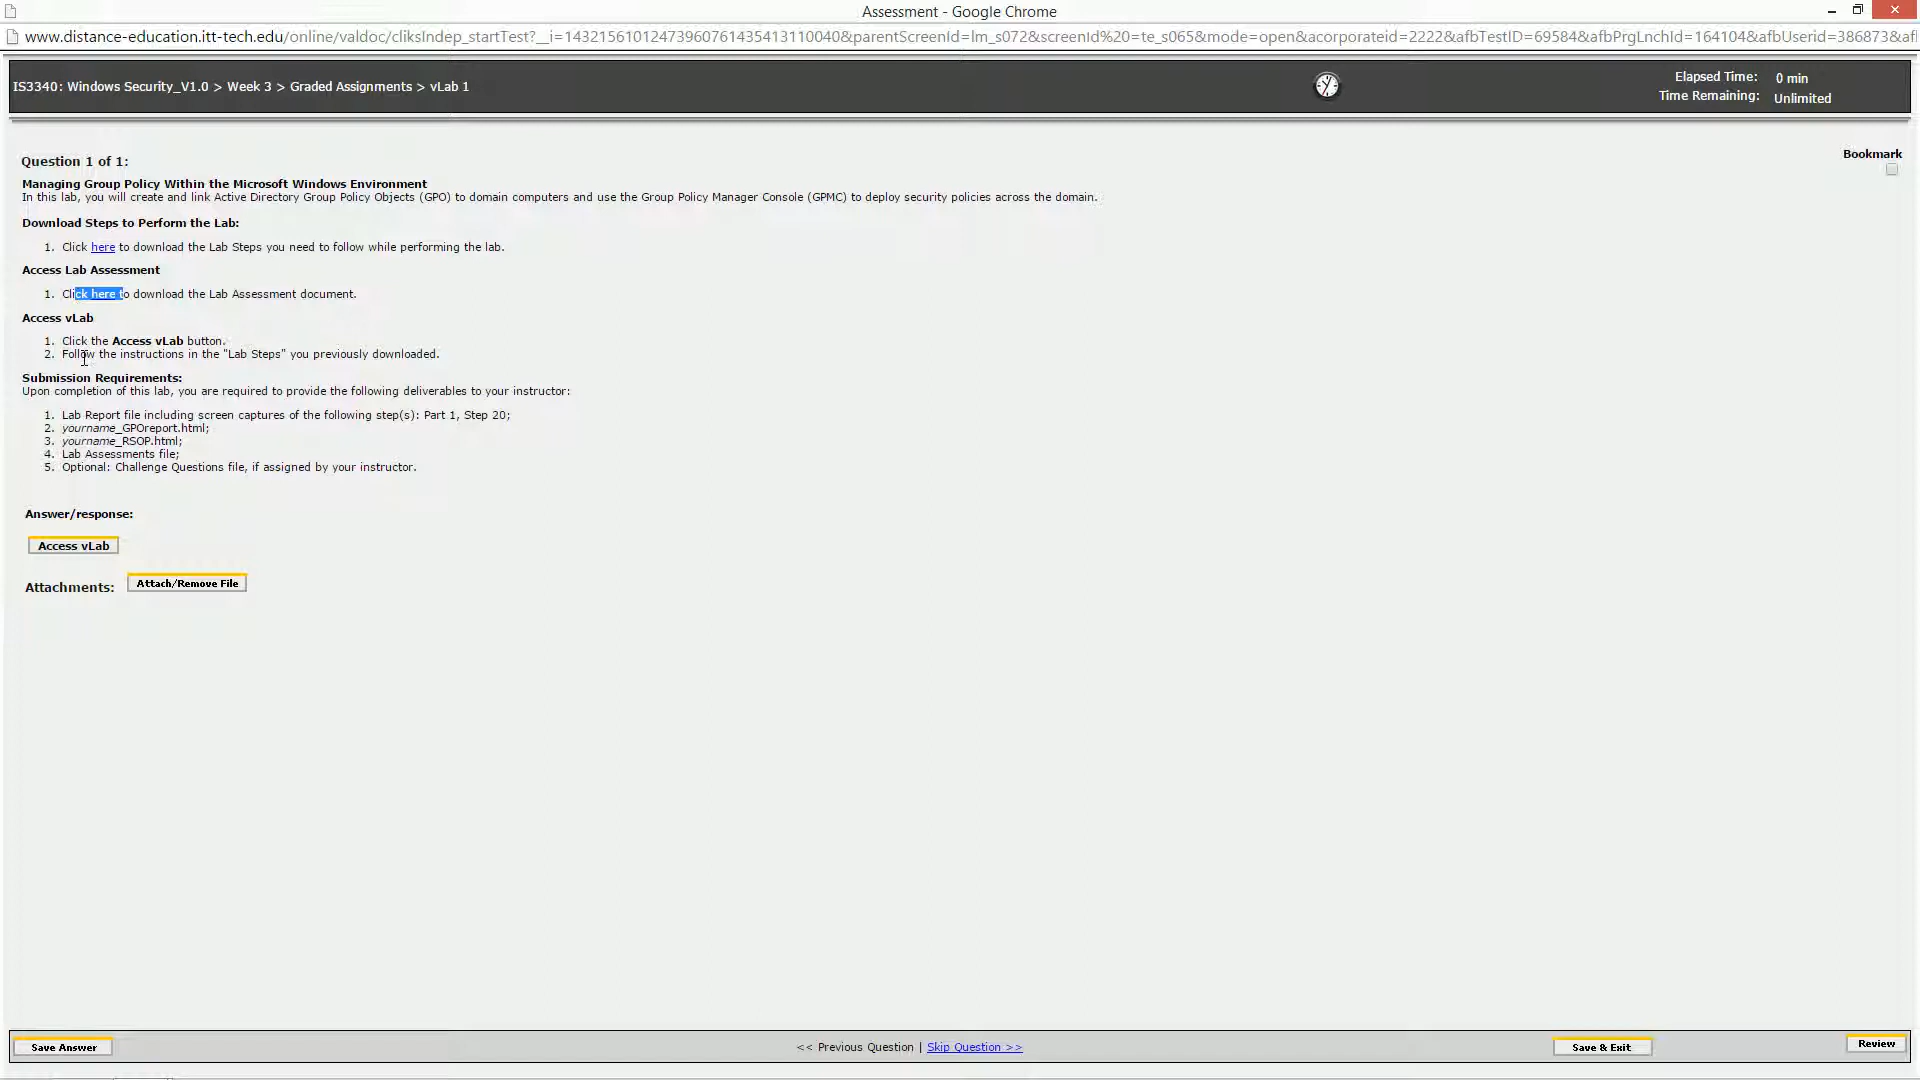 Assessment - Google Chrome
www.distance-education.itt-tech.edu/online/valdoc/cliksIndep_startTest?__i=14321561012473960761435413110040&parentScreenId=lm_s072&screenId%20=te_s065&mode=open&acorporateid=2222&afbTestID=69584&afbPrgLnchId=164104&afbUserid=386873&afl
IS3340: Windows Security_V1.0 > Week 3 > Graded Assignments > vLab 1
Elapsed Time: 0 min
Time Remaining: Unlimited
Question 1 of 1:
Bookmark
Managing Group Policy Within the Microsoft Windows Environment
In this lab, you will create and link Active Directory Group Policy Objects (GPO) to domain computers and use the Group Policy Manager Console (GPMC) to deploy security policies across the domain.
Download Steps to Perform the Lab:
1. Click here to download the Lab Steps you need to follow while performing the lab.
Access Lab Assessment
1. Click here to download the Lab Assessment document.
Access vLab
1. Click the Access vLab button.
2. Follow the instructions in the "Lab Steps" you previously downloaded.
Submission Requirements:
Upon completion of this lab, you are required to provide the following deliverables to your instructor:
1. Lab Report file including screen captures of the following step(s): Part 1, Step 20;
2. yourname_GPOreport.html;
3. yourname_RSOP.html;
4. Lab Assessments file;
5. Optional: Challenge Questions file, if assigned by your instructor.
Answer/response:
Access vLab
Attachments: Attach/Remove File
Save Answer << Previous Question | Skip Question >> Save & Exit Review